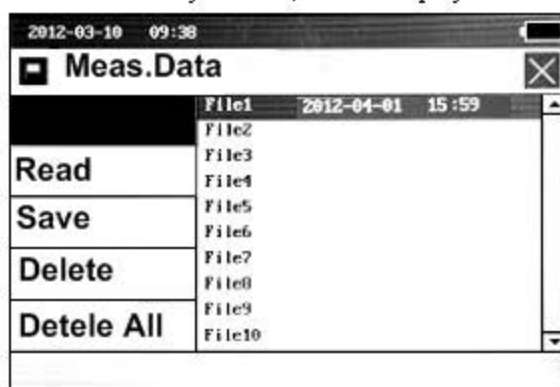 2012-03-10 09:38
Meas.Data
File1 2012-04-01 15:59
File2
File3
File4
File5
File6
File7
File8
File9
File10
Read
Save
Delete
Detele All